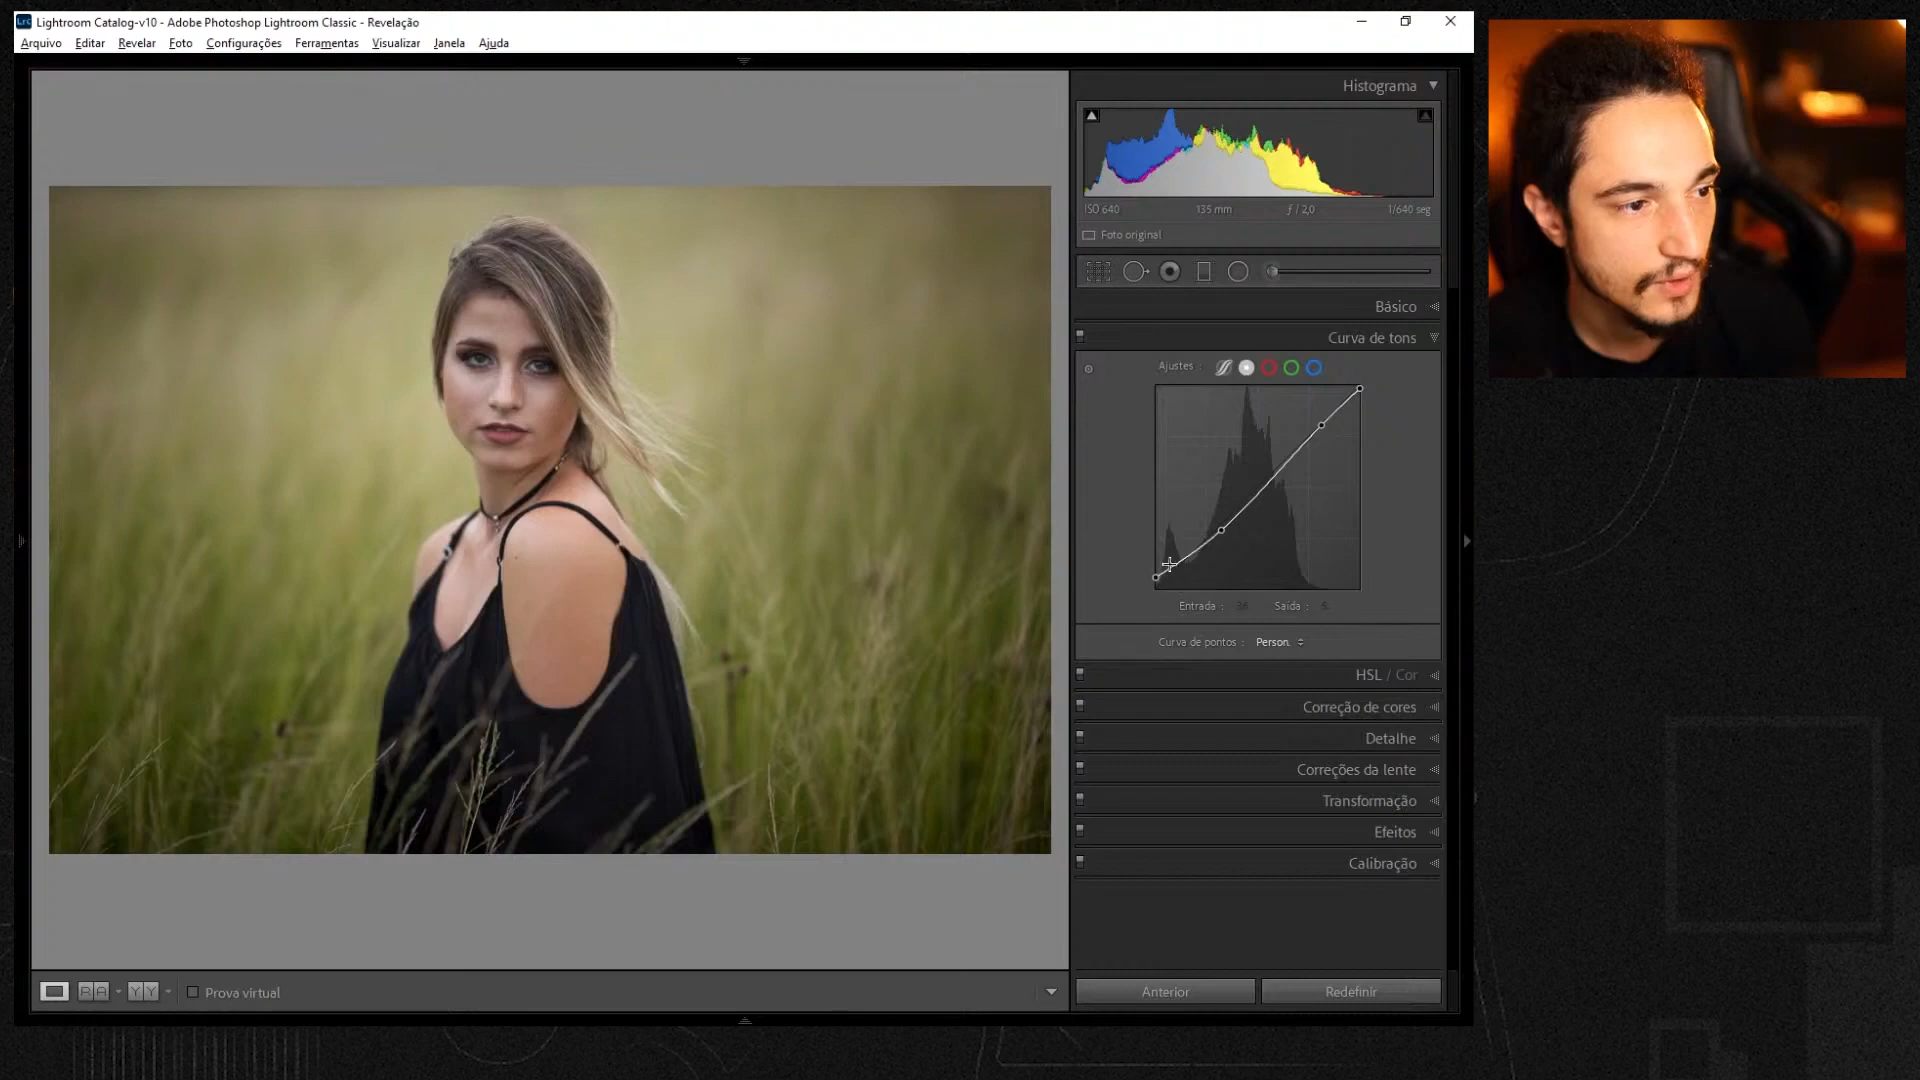 Lrc Lightroom Catalog-v10 - Adobe Photoshop Lightroom Classic - Revelação
Arquivo Editar Revelar Foto Configurações Ferramentas Visualizar Janela Ajuda
Histograma
ISO 640 135 mm ƒ / 2,0 1/640 seg
Foto original
Básico
Curva de tons
Ajustes :
Entrada : Saída :
Curva de pontos : Person.
HSL / Cor
Correção de cores
Detalhe
Correções da lente
Transformação
Efeitos
Calibração
R A Y Y Prova virtual
Anterior Redefinir